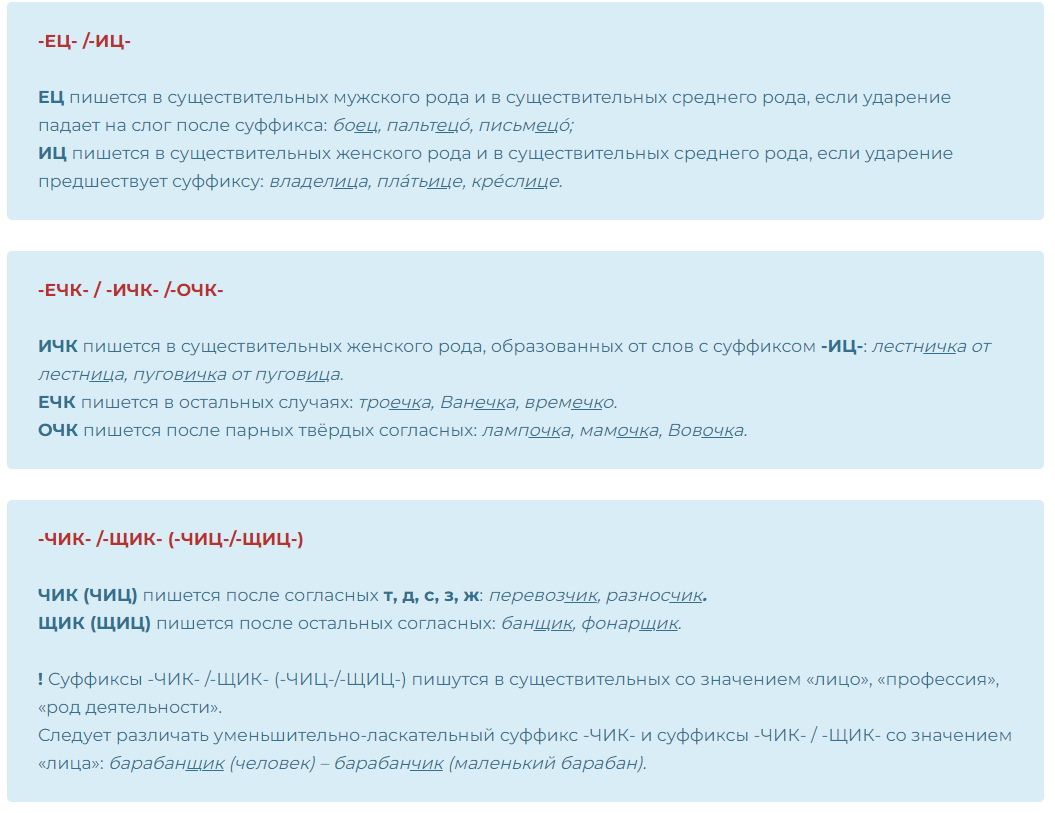 -ЕЦ- /-ИЦ-
ЕЦ пишется в существительных мужского рода и в существительных среднего рода, если ударение
падает на слог после суффикса: боец, пальтецо́, письмецо́;
ИЦ пишется в существительных женского рода и в существительных среднего рода, если ударение
предшествует суффиксу: владелица, пла́тьице, кре́слице.
-ЕЧК- / -ИЧК- /-ОЧК-
ИЧК пишется в существительных женского рода, образованных от слов с суффиксом -ИЦ-: лестничка от
лестница, пуговичка от пуговица.
ЕЧК пишется в остальных случаях: троечка, Ванечка, времечко.
ОЧК пишется после парных твёрдых согласных: лампочка, мамочка, Вовочка.
-ЧИК- /-ЩИК- (-ЧИЦ-/-ЩИЦ-)
ЧИК (ЧИЦ) пишется после согласных т, д, с, з, ж: перевозчик, разносчик.
ЩИК (ЩИЦ) пишется после остальных согласных: банщик, фонарщик.
! Суффиксы -ЧИК- /-ЩИК- (-ЧИЦ-/-ЩИЦ-) пишутся в существительных со значением «лицо», «профессия»,
«род деятельности».
Следует различать уменьшительно-ласкательный суффикс -ЧИК- и суффиксы -ЧИК- / -ЩИК- со значением
«лица»: барабанщик (человек) – барабанчик (маленький барабан).